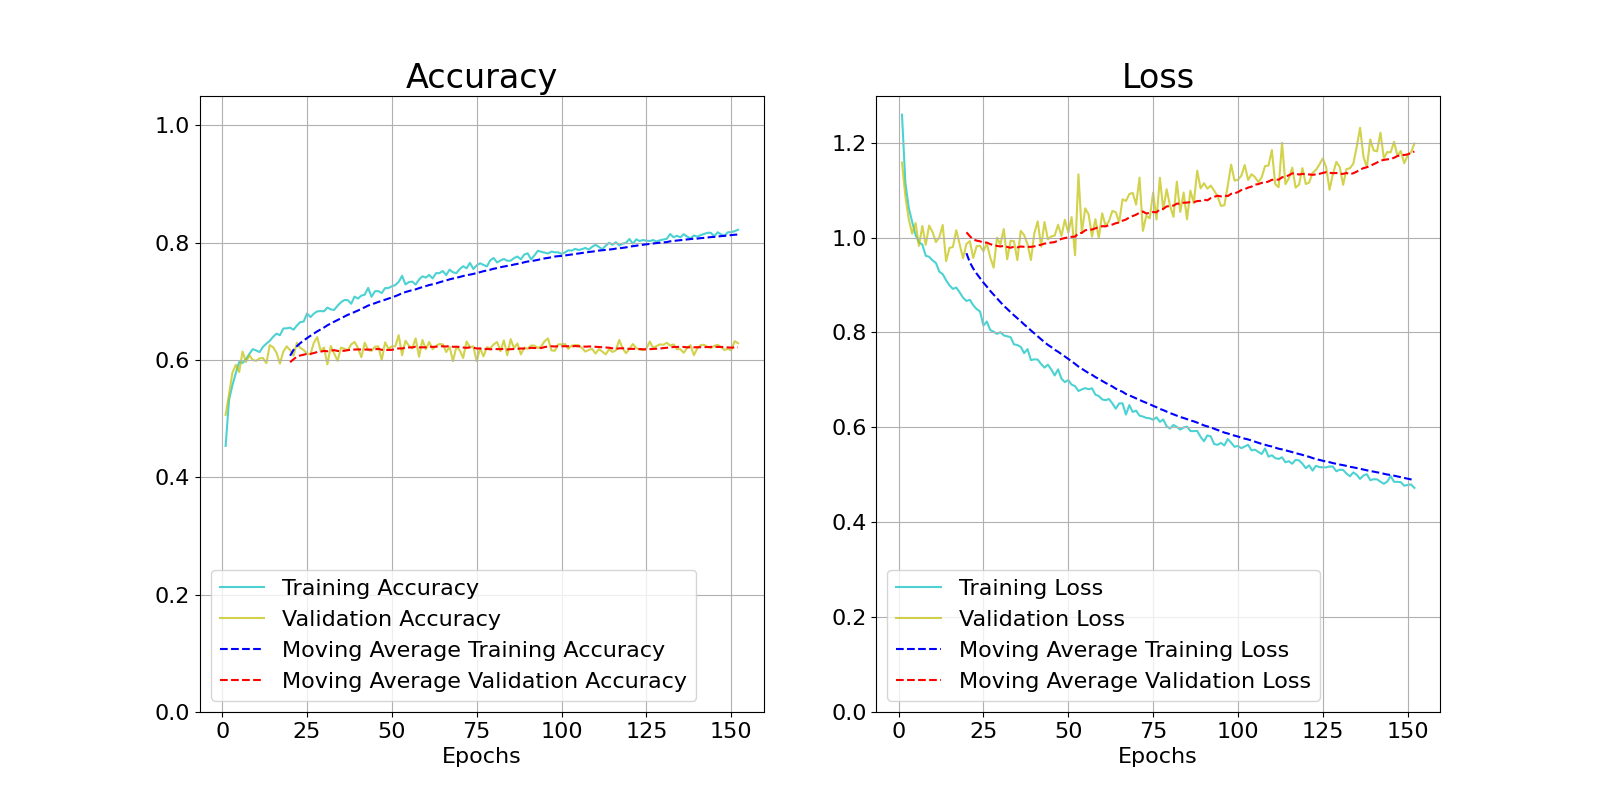 Accuracy
1.0
0.8
0.6
0.4
0.2
0.0
Training Accuracy
Validation Accuracy
Moving Average Training Accuracy
Moving Average Validation Accuracy
0 25 50 75 100 125 150
Epochs
Loss
1.2
1.0
0.8
0.6
0.4
0.2
0.0
Training Loss
Validation Loss
Moving Average Training Loss
Moving Average Validation Loss
0 25 50 75 100 125 150
Epochs